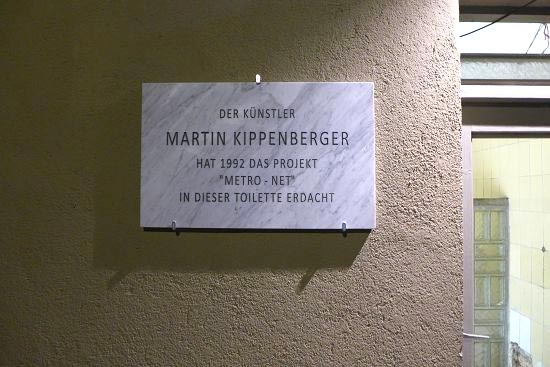 DER KÜNSTLER
MARTIN KIPPENBERGER
HAT 1992 DAS PROJEKT
"METRO - NET"
IN DIESER TOILETTE ERDACHT